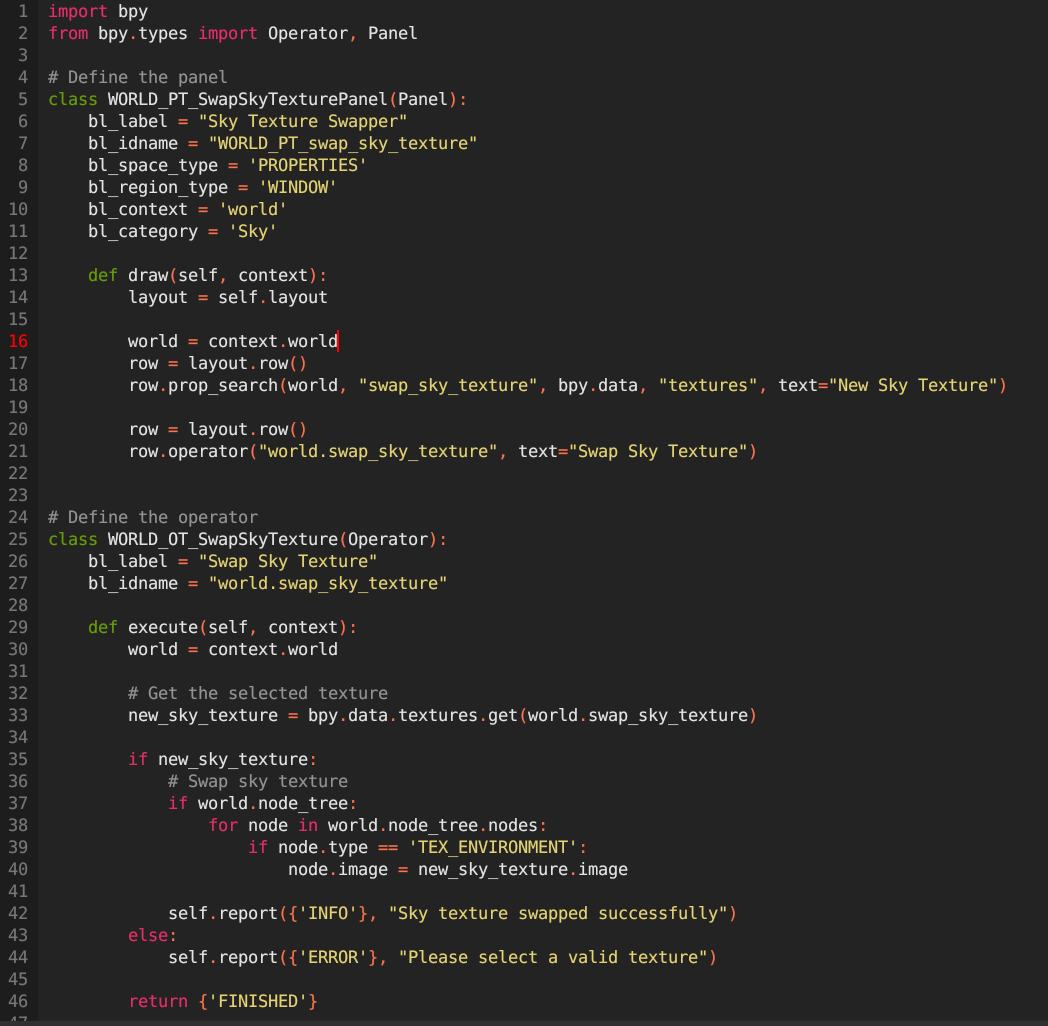 1 import bpy
2 from bpy.types import Operator, Panel
3
4 # Define the panel
5 class WORLD_PT_SwapSkyTexturePanel(Panel):
6     bl_label = "Sky Texture Swapper"
7     bl_idname = "WORLD_PT_swap_sky_texture"
8     bl_space_type = 'PROPERTIES'
9     bl_region_type = 'WINDOW'
10     bl_context = 'world'
11     bl_category = 'Sky'
12
13     def draw(self, context):
14         layout = self.layout
15
16         world = context.world
17         row = layout.row()
18         row.prop_search(world, "swap_sky_texture", bpy.data, "textures", text="New Sky Texture")
19
20         row = layout.row()
21         row.operator("world.swap_sky_texture", text="Swap Sky Texture")
22
23
24 # Define the operator
25 class WORLD_OT_SwapSkyTexture(Operator):
26     bl_label = "Swap Sky Texture"
27     bl_idname = "world.swap_sky_texture"
28
29     def execute(self, context):
30         world = context.world
31
32         # Get the selected texture
33         new_sky_texture = bpy.data.textures.get(world.swap_sky_texture)
34
35         if new_sky_texture:
36             # Swap sky texture
37             if world.node_tree:
38                 for node in world.node_tree.nodes:
39                     if node.type == 'TEX_ENVIRONMENT':
40                         node.image = new_sky_texture.image
41
42             self.report({'INFO'}, "Sky texture swapped successfully")
43         else:
44             self.report({'ERROR'}, "Please select a valid texture")
45
46         return {'FINISHED'}
47